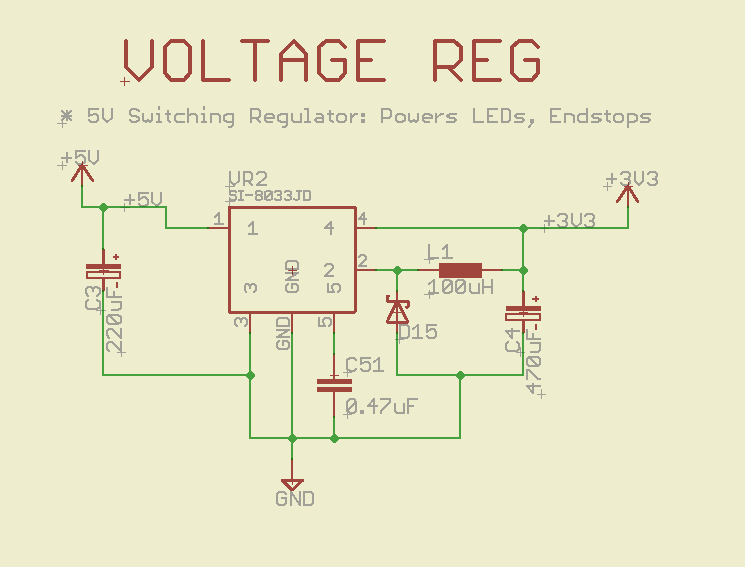 VOLTAGE REG
* 5V Switching Regulator: Powers LEDs, Endstops
+5V
+5V
VR2
SI-8033JD
+3V3
+3V3
1
1
4
4
2
2
3
GND
5
3
GND
5
C3
220uF
L1
100uH
D15
C4
470uF
C51
0.47uF
GND